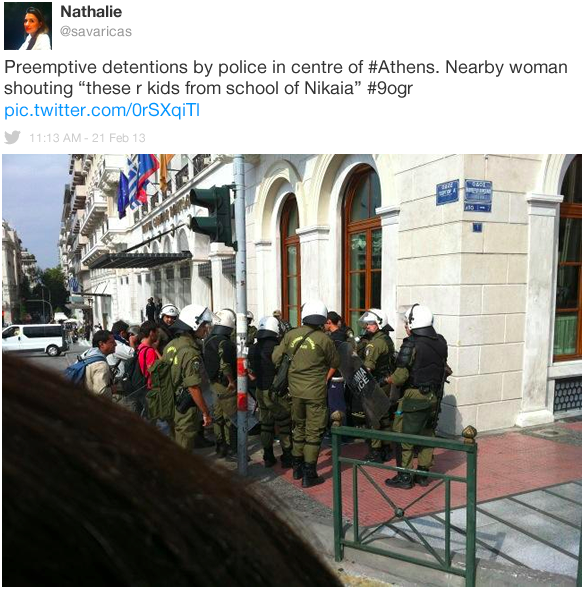 Nathalie
@savaricas
Preemptive detentions by police in centre of #Athens. Nearby woman
shouting “these r kids from school of Nikaia” #9ogr
pic.twitter.com/0rSXqiTl
11:13 AM - 21 Feb 13